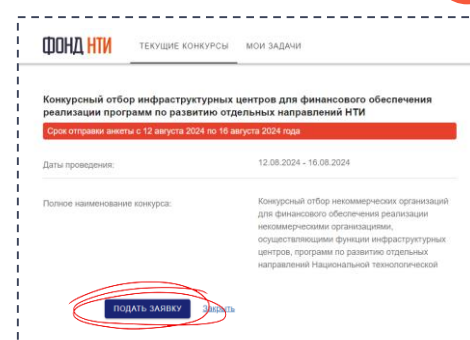 ФОНД НТИ
ТЕКУЩИЕ КОНКУРСЫ МОИ ЗАДАЧИ
Конкурсный отбор инфраструктурных центров для финансового обеспечения
реализации программ по развитию отдельных направлений НТИ
Срок отправки анкеты с 12 августа 2024 по 16 августа 2024 года
Даты проведения: 12.08.2024 - 16.08.2024
Полное наименование конкурса: Конкурсный отбор некоммерческих организаций
для финансового обеспечения реализации
некоммерческими организациями,
осуществляющими функции инфраструктурных
центров, программ по развитию отдельных
направлений Национальной технологической
ПОДАТЬ ЗАЯВКУ Закрыть